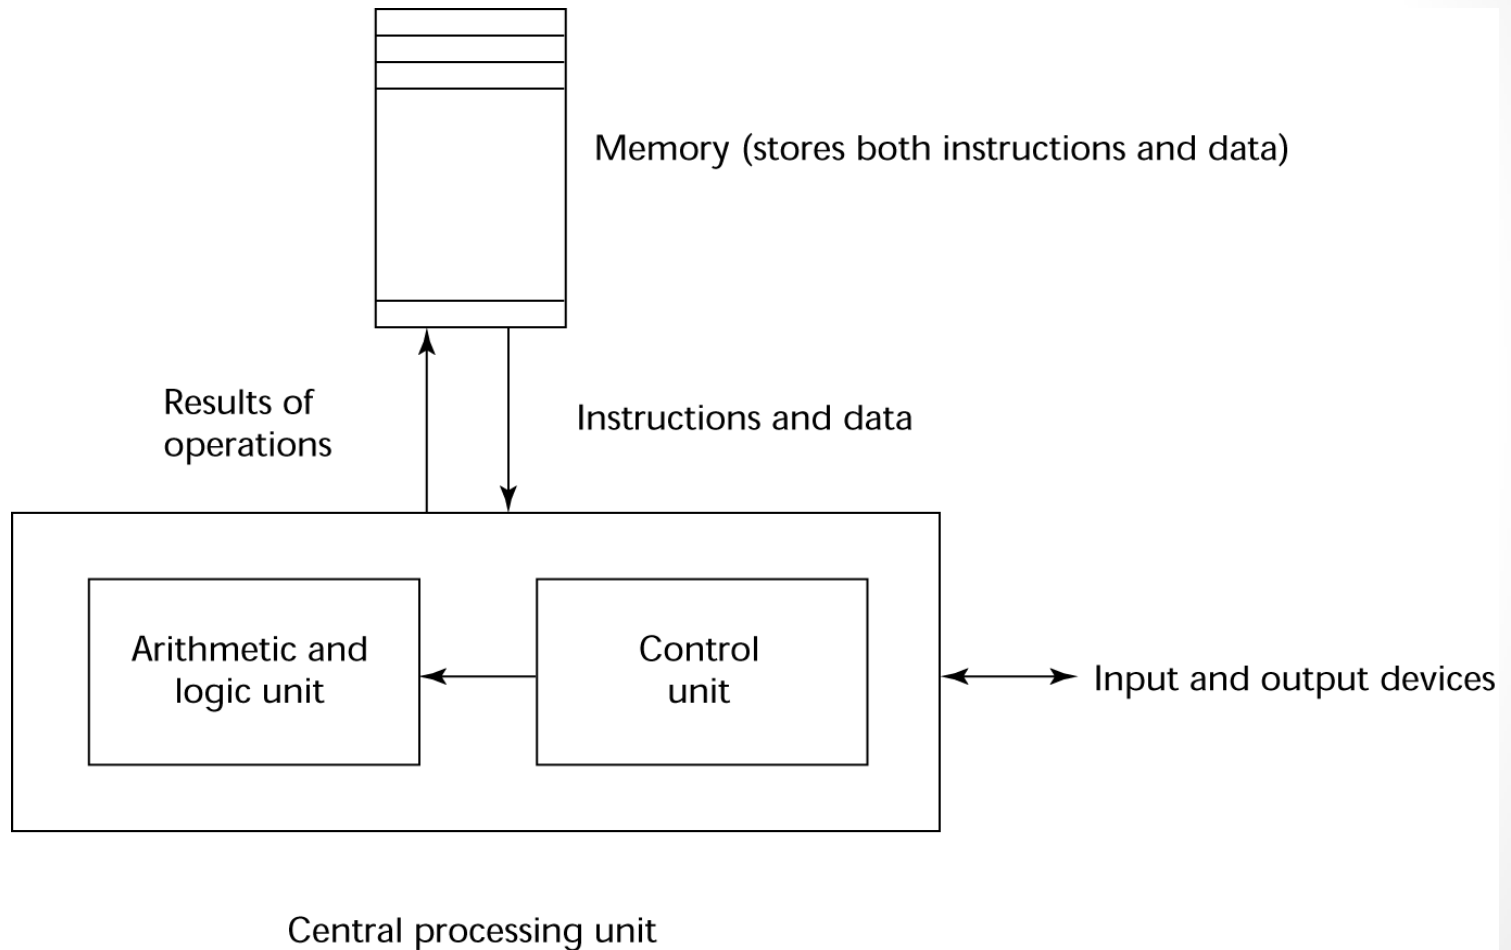 Memory (stores both instructions and data)
Results of
operations
Instructions and data
Arithmetic and
logic unit
Control
unit
Input and output devices
Central processing unit